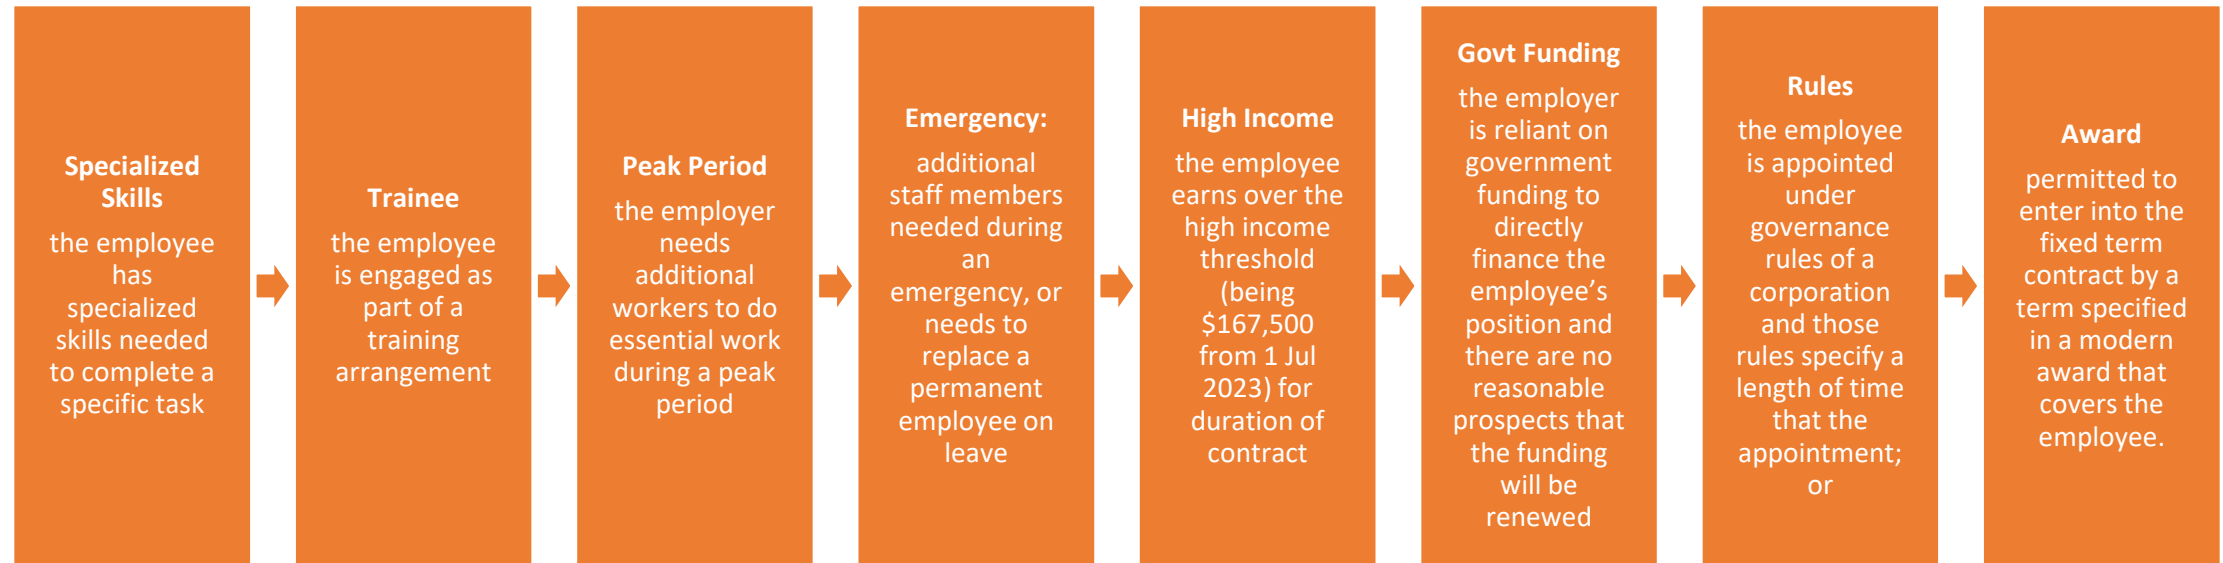 Specialized
Skills
the employee
has
specialized
skills needed
to complete a
specific task
Trainee
the employee
is engaged as
part of a
training
arrangement
Peak Period
the employer
needs
additional
workers to do
essential work
during a peak
period
Emergency:
additional
staff members
needed during
an
emergency, or
needs to
replace a
permanent
employee on
leave
High Income
the employee
earns over the
high income
threshold
(being
$167,500
from 1 Jul
2023) for
duration of
contract
Govt Funding
the employer
is reliant on
government
funding to
directly
finance the
employee’s
position and
there are no
reasonable
prospects that
the funding
will be
renewed
Rules
the employee
is appointed
under
governance
rules of a
corporation
and those
rules specify a
length of time
that the
appointment;
or
Award
permitted to
enter into the
fixed term
contract by a
term specified
in a modern
award that
covers the
employee.